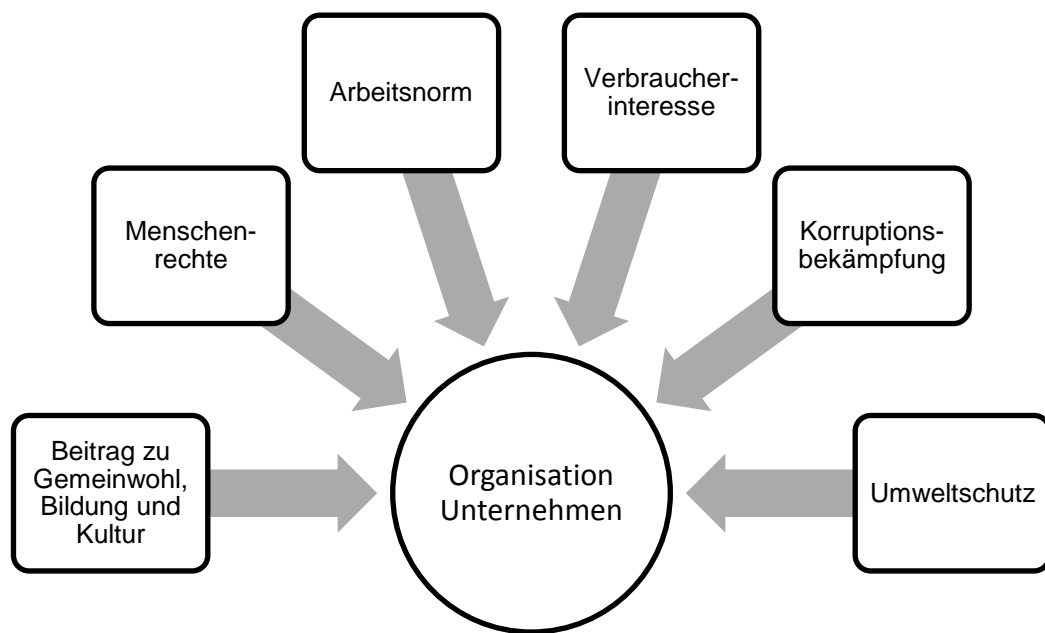 Arbeitsnorm
Verbraucher-
interesse
Menschen-
rechte
Korruptions-
bekämpfung
Beitrag zu
Gemeinwohl,
Bildung und
Kultur
Organisation
Unternehmen
Umweltschutz